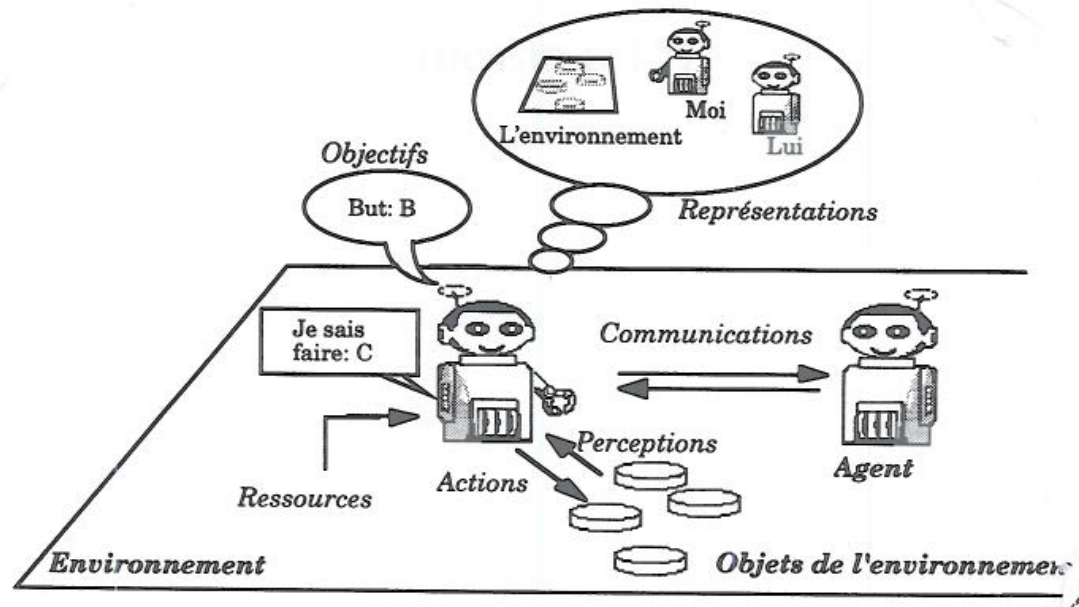 L'environnement
Moi
Lui
Objectifs
But: B
Représentations
Je sais
faire: C
Communications
Perceptions
Agent
Actions
Ressources
Environnement
Objets de l'environnemen